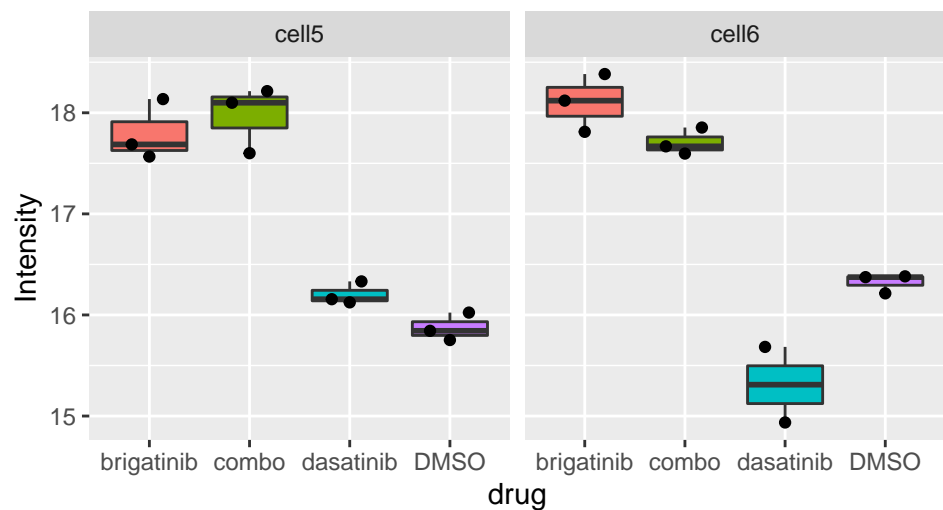 cell5 cell6
Intensity
18
17
16
15
brigatinib combo dasatinib DMSO brigatinib combo dasatinib DMSO
drug